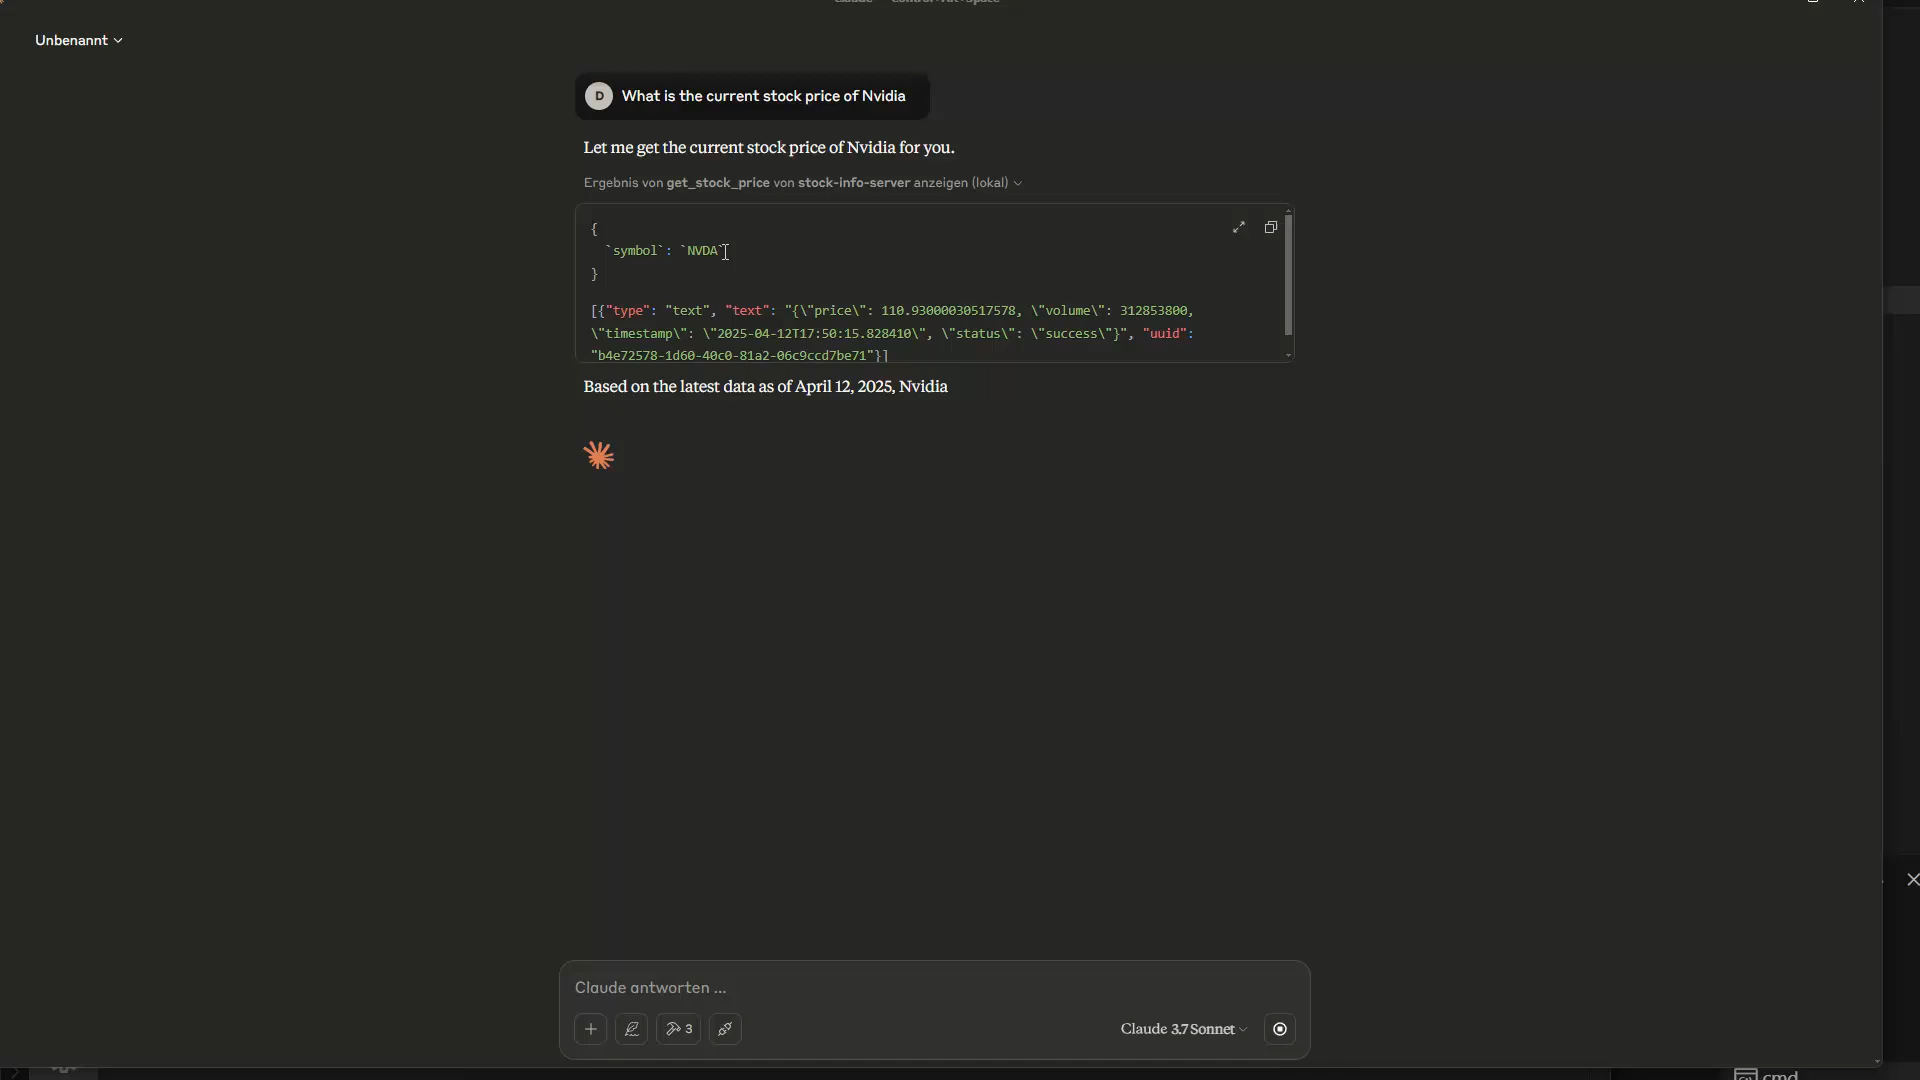 Unbenannt
D What is the current stock price of Nvidia
Let me get the current stock price of Nvidia for you.
Ergebnis von get_stock_price von stock-info-server anzeigen (lokal)
{
`symbol`: `NVDA`
}
[{"type": "text", "text": "{\"price\": 110.93000030517578, \"volume\": 312853800,
\"timestamp\": \"2025-04-12T17:50:15.828410\", \"status\": \"success\"}", "uuid":
"b4e72578-1d60-40c0-81a2-06c9ccd7be71"}]
Based on the latest data as of April 12, 2025, Nvidia
Claude antworten ...
3
Claude 3.7 Sonnet
cmd